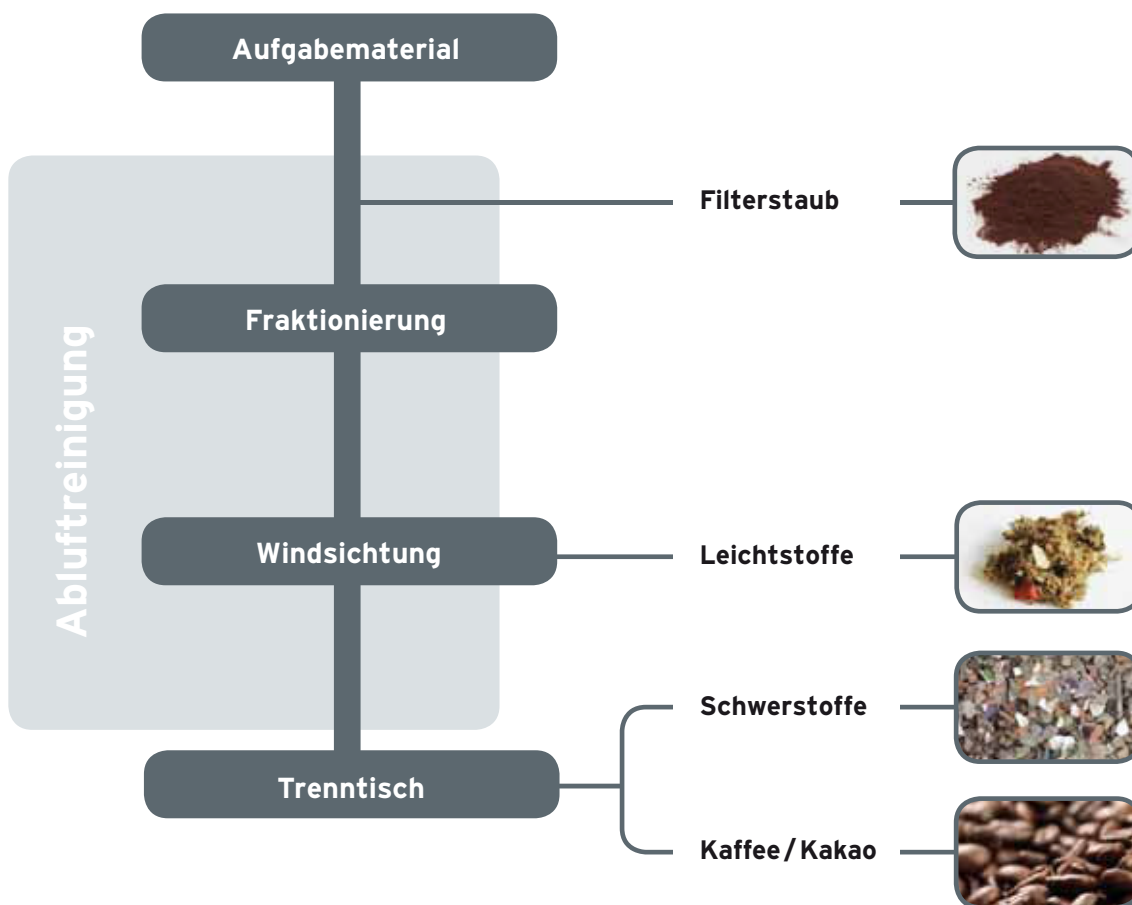 Aufgabematerial
Filterstaub
Fraktionierung
Abluftreinigung
Windsichtung
Leichtstoffe
Schwerstoffe
Trenntisch
Kaffee / Kakao